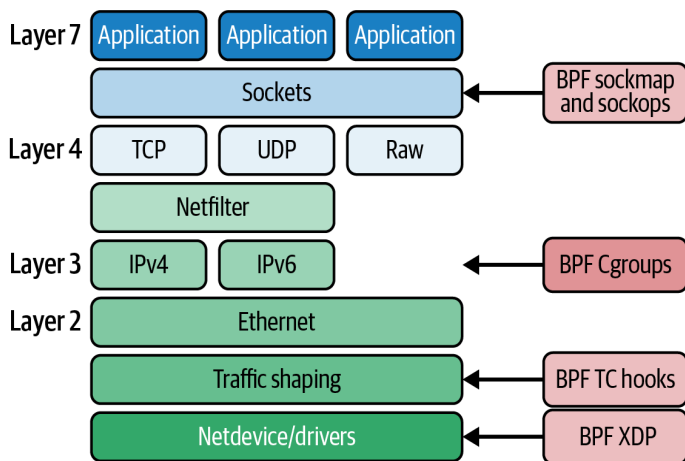 Layer 7
Application
Application
Application
Sockets
BPF sockmap
and sockops
Layer 4
TCP
UDP
Raw
Netfilter
Layer 3
IPv4
IPv6
BPF Cgroups
Layer 2
Ethernet
Traffic shaping
BPF TC hooks
Netdevice/drivers
BPF XDP